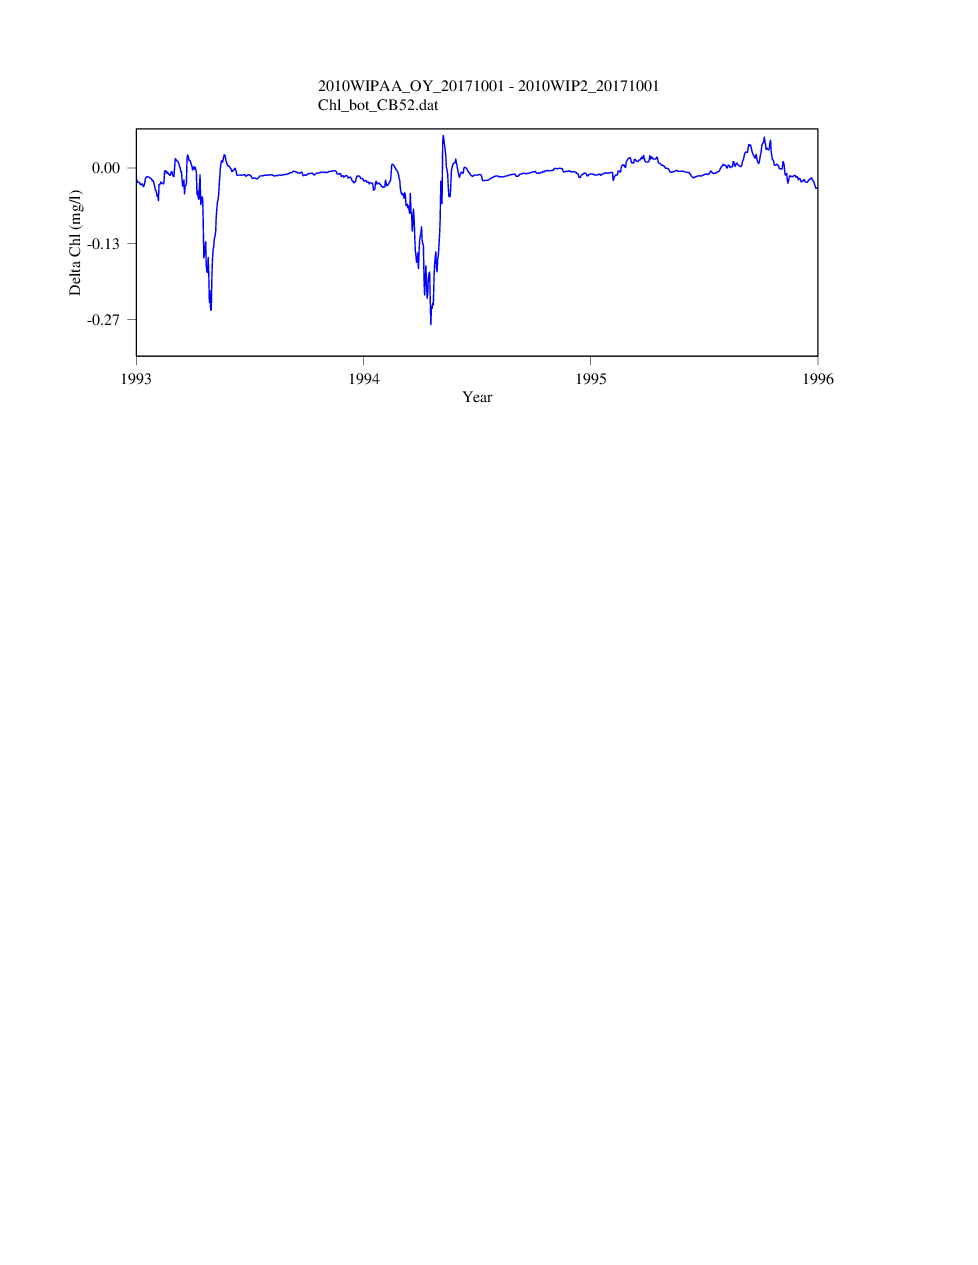 2010WIPAA_OY_20171001 - 2010WIP2_20171001
Chl_bot_CB52.dat
0.00
-0.13
-0.27
Delta Chl (mg/l)
1993
1994
1995
1996
Year